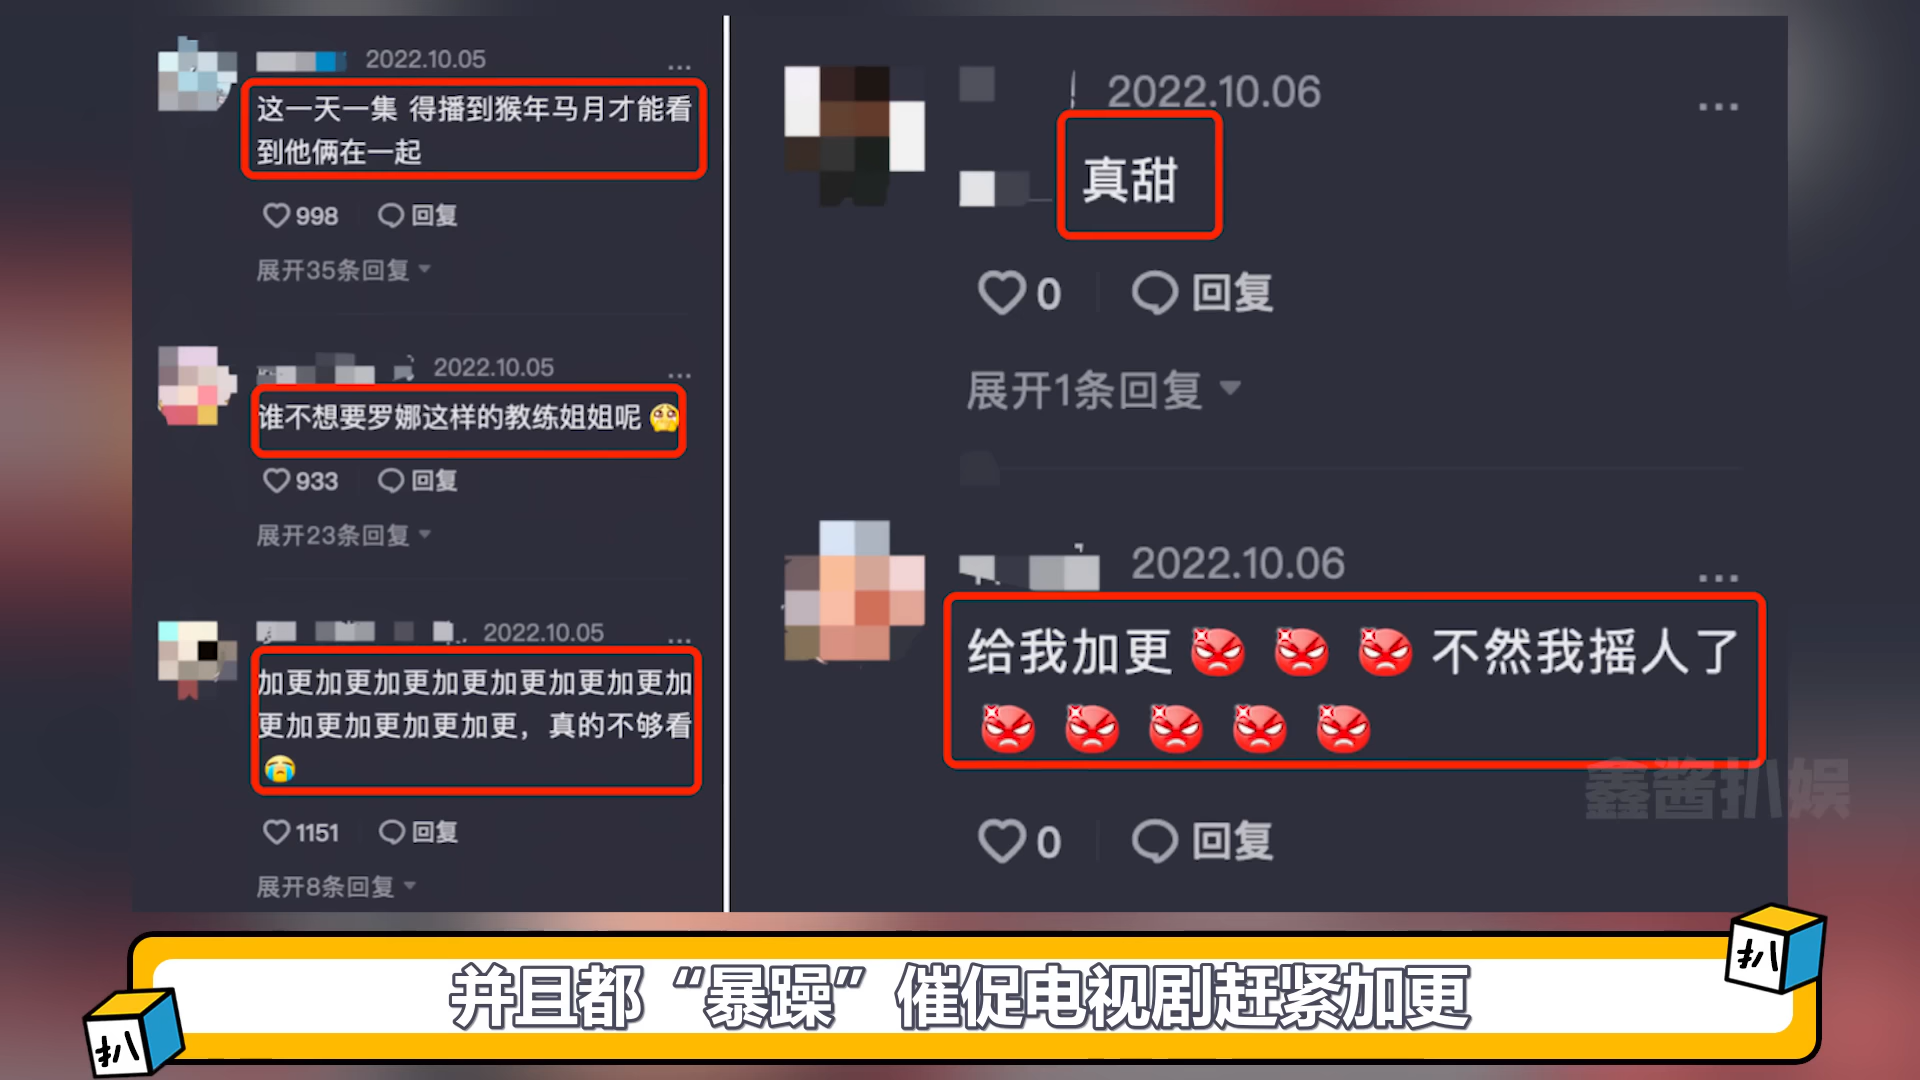 2022.10.05
...
这一天一集 得播到猴年马月才能看
到他俩在一起
998 回复
展开35条回复
2022.10.05
...
谁不想要罗娜这样的教练姐姐呢
933 回复
展开23条回复
2022.10.05
...
加更加更加更加更加更加更加更加
更加更加更加更加更，真的不够看
1151 回复
展开8条回复
2022.10.06
...
真甜
0 回复
展开1条回复
2022.10.06
...
给我加更 不然我摇人了
0 回复
鑫酱扒娱
并且都“暴躁”催促电视剧赶紧加更
扒
扒